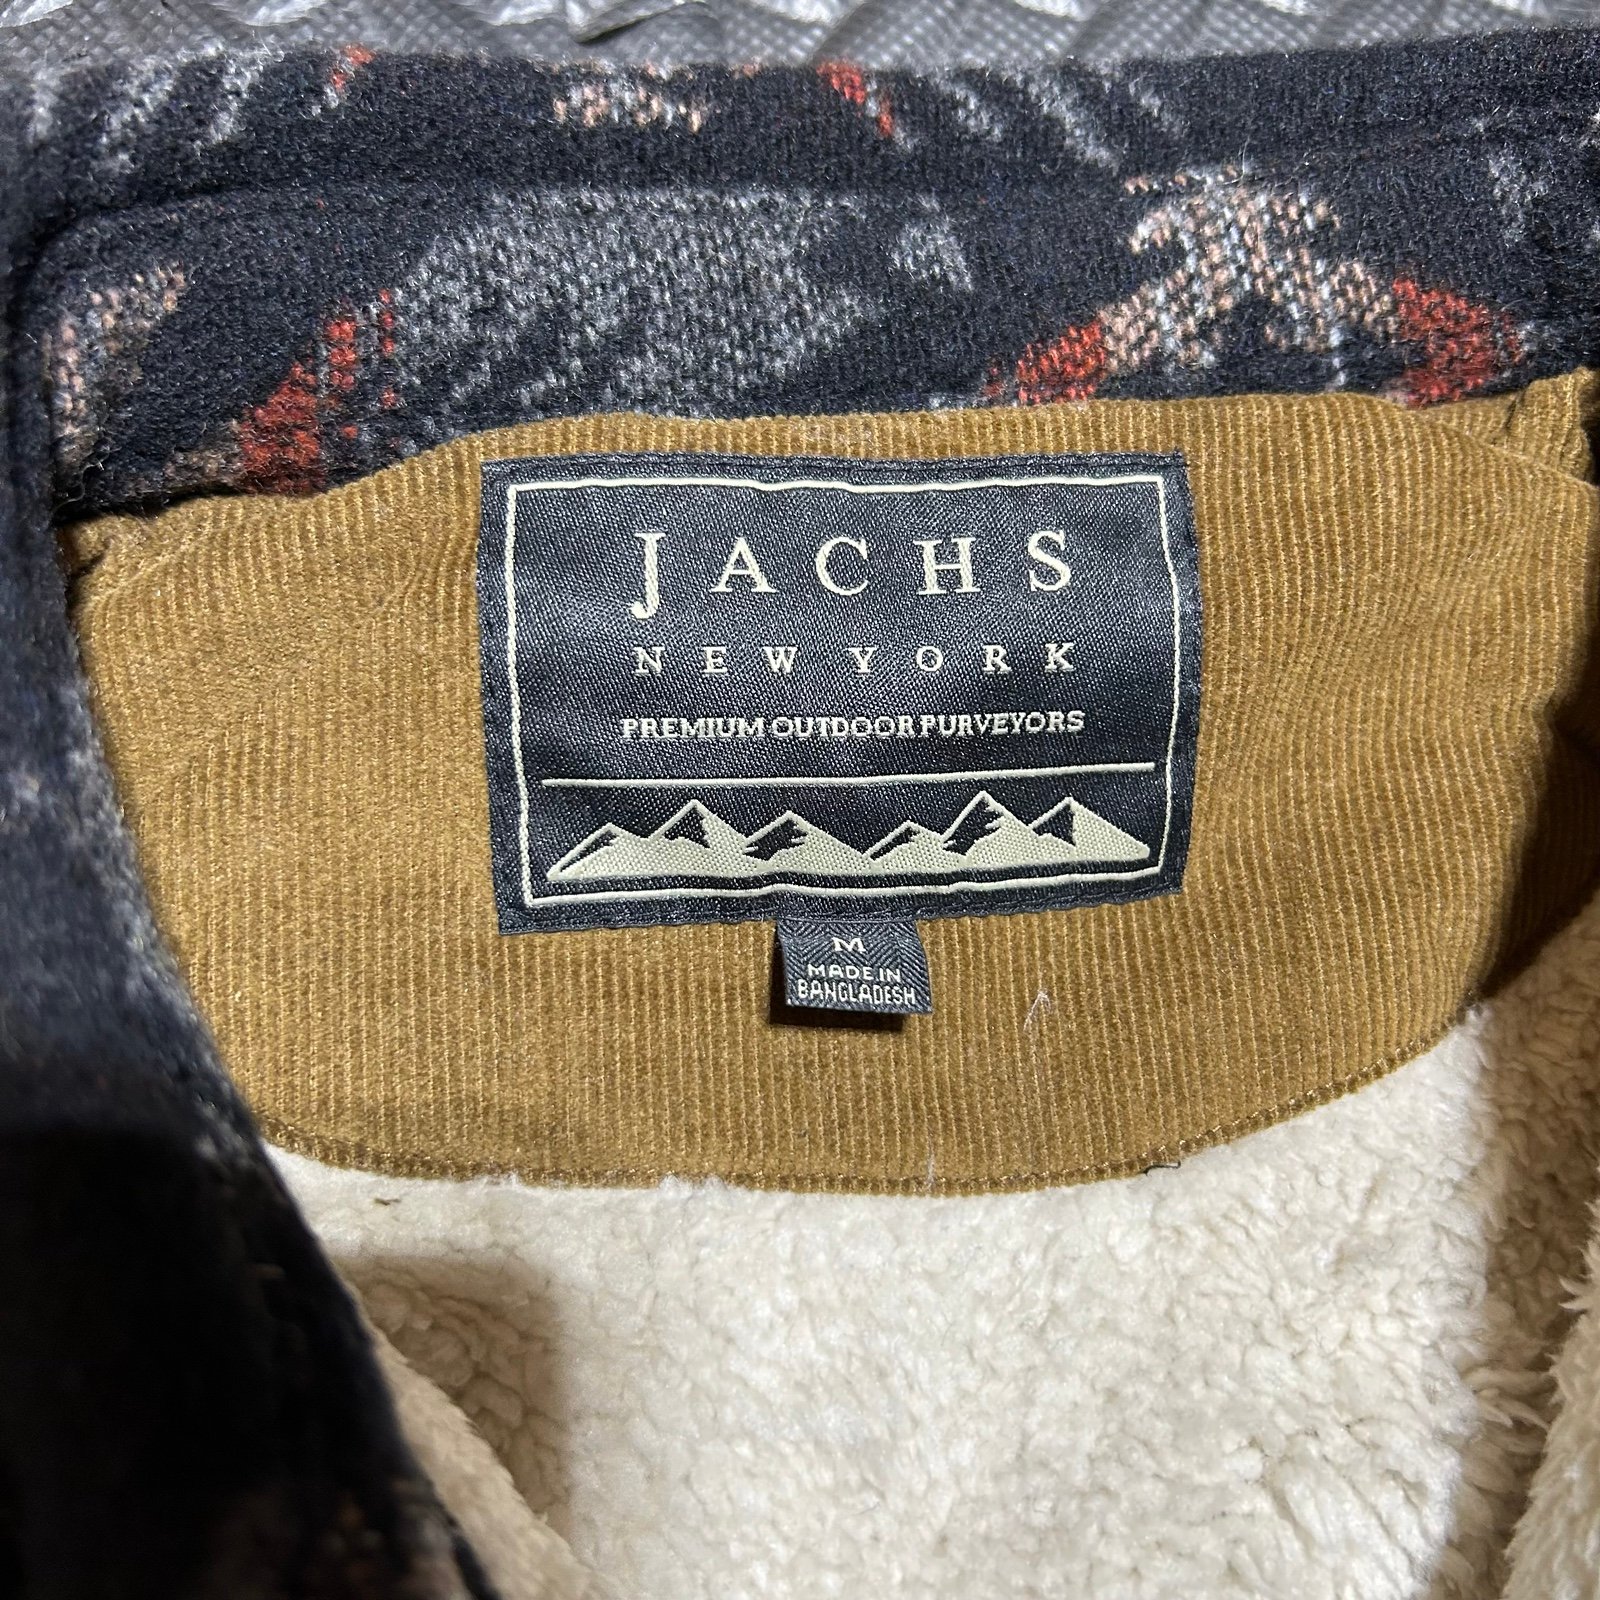 JACHS
NEW YORK
PREMIUM OUTDOOR PURVEYORS
M
MADE IN
BANGLADESH